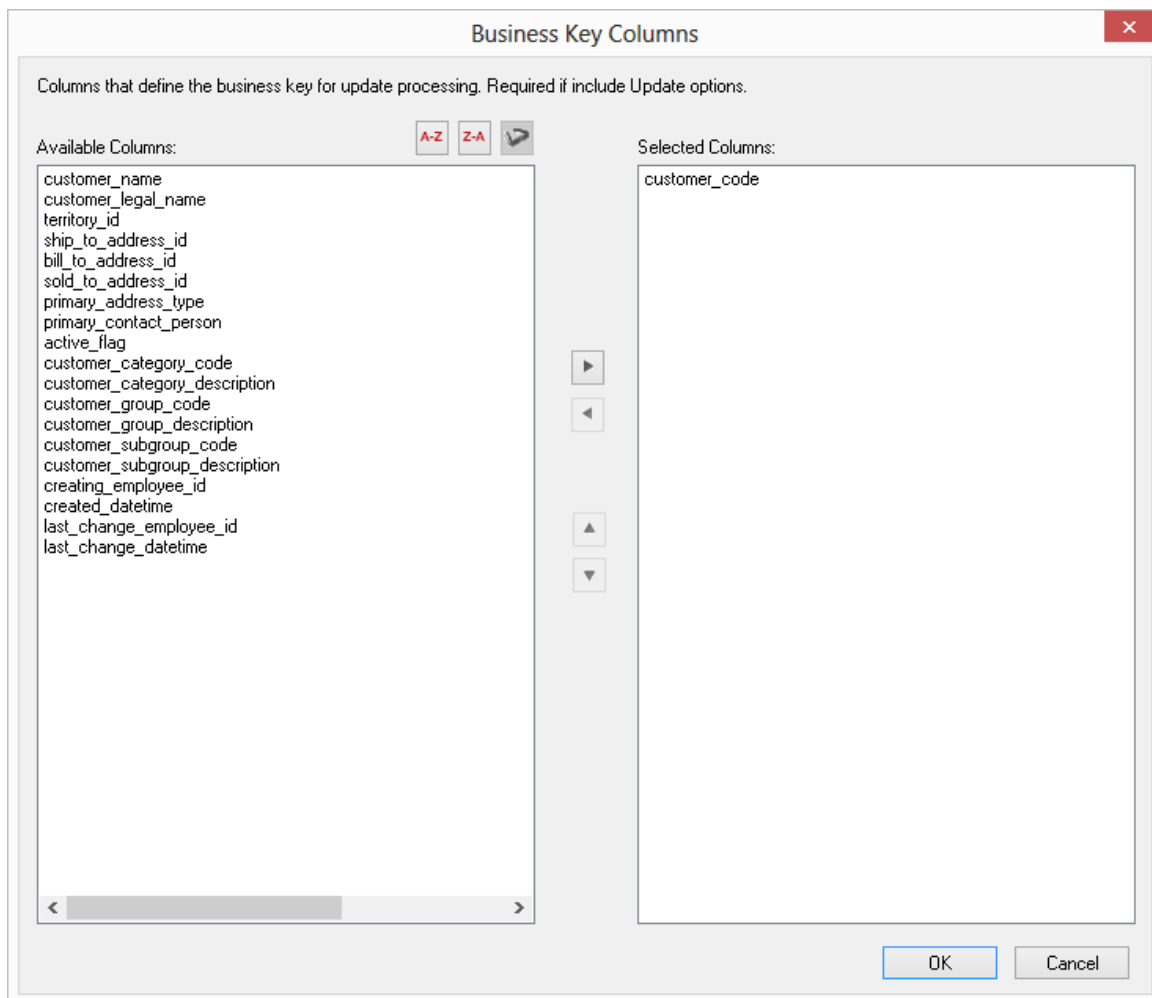 Business Key Columns
Columns that define the business key for update processing. Required if include Update options.
A-Z Z-A
Available Columns:
Selected Columns:
customer_name
customer_legal_name
territory_id
ship_to_address_id
bill_to_address_id
sold_to_address_id
primary_address_type
primary_contact_person
active_flag
customer_category_code
customer_category_description
customer_group_code
customer_group_description
customer_subgroup_code
customer_subgroup_description
creating_employee_id
created_datetime
last_change_employee_id
last_change_datetime
customer_code
OK
Cancel